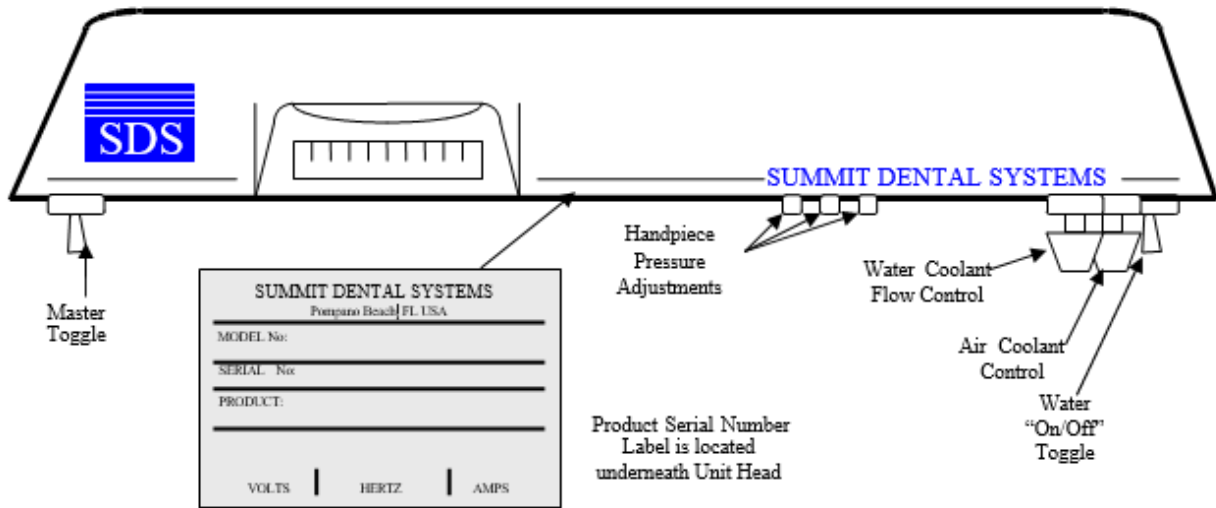 SDS
SUMMIT DENTAL SYSTEMS
Handpiece
Pressure
Adjustments
Water Coolant
Flow Control
Master
Toggle
Air Coolant
Control
Water
“On/Off”
Toggle
SUMMIT DENTAL SYSTEMS
Pompano Beach FL USA
MODEL No:
SERIAL No:
PRODUCT:
VOLTS HERTZ AMPS
Product Serial Number
Label is located
underneath Unit Head